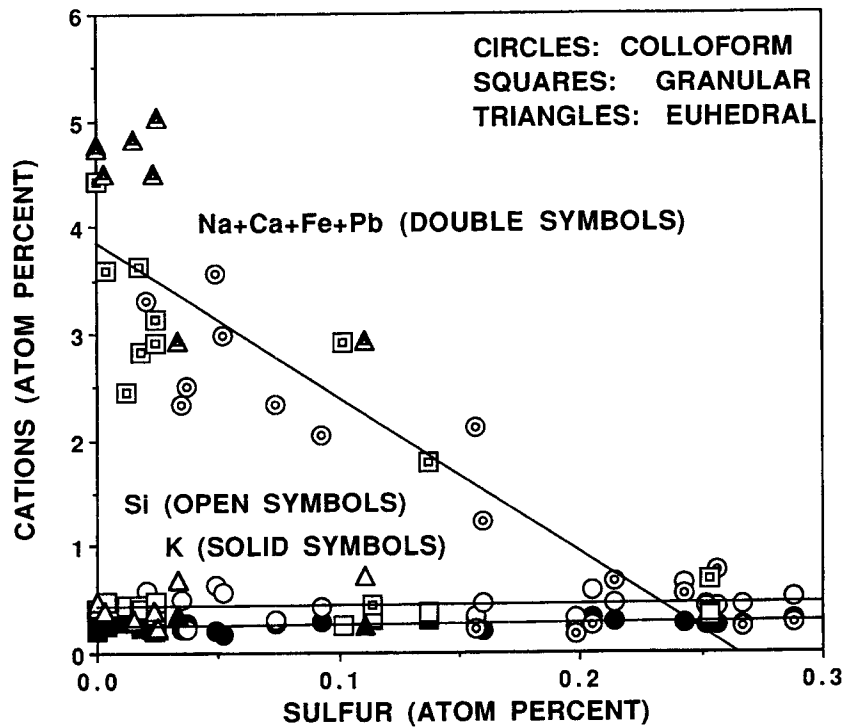 6
CIRCLES: COLLOFORM
SQUARES: GRANULAR
TRIANGLES: EUHEDRAL
5
Na+Ca+Fe+Pb (DOUBLE SYMBOLS)
4
3
2
Si (OPEN SYMBOLS)
K (SOLID SYMBOLS)
1
0
0.0
0.1
0.2
0.3
SULFUR (ATOM PERCENT)
CATIONS (ATOM PERCENT)